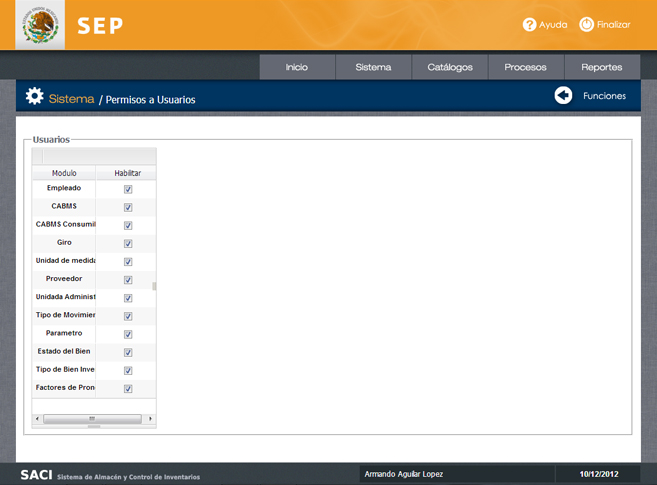 SEP
Ayuda
Finalizar
Inicio
Sistema
Catálogos
Procesos
Reportes
Sistema / Permisos a Usuarios
Funciones
Usuarios
Modulo Habilitar
Empleado
CABMS
CABMS Consumil
Giro
Unidad de medida
Proveedor
Unidada Administ
Tipo de Movimier
Parametro
Estado del Bien
Tipo de Bien Inve
Factores de Pron
SACI Sistema de Almacén y Control de Inventarios
Armando Aguilar Lopez
10/12/2012